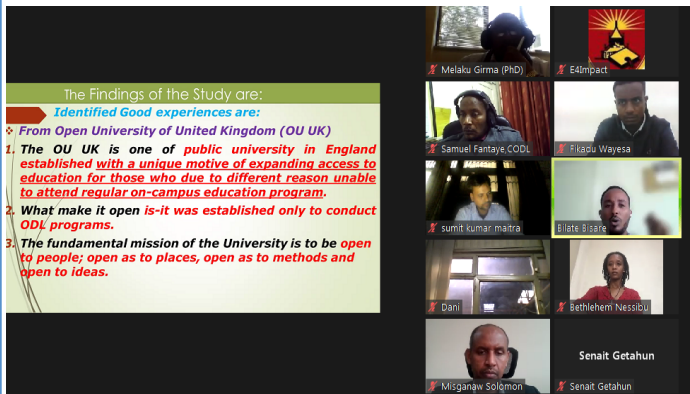 The Findings of the Study are:
Identified Good experiences are:
From Open University of United Kingdom (OU UK)
1. The OU UK is one of public university in England
established with a unique motive of expanding access to
education for those who due to different reason unable
to attend regular on-campus education program.
2. What make it open is-it was established only to conduct
ODL programs.
3. The fundamental mission of the University is to be open
to people; open as to places, open as to methods and
open to ideas.
Melaku Girma (PhD)
E4Impact
Samuel Fantaye,CODL
Fikadu Wayesa
sumit kumar maitra
Bilate Bisare
Dani
Bethlehem Nessibu
Misganaw Solomon
Senait Getahun
Senait Getahun